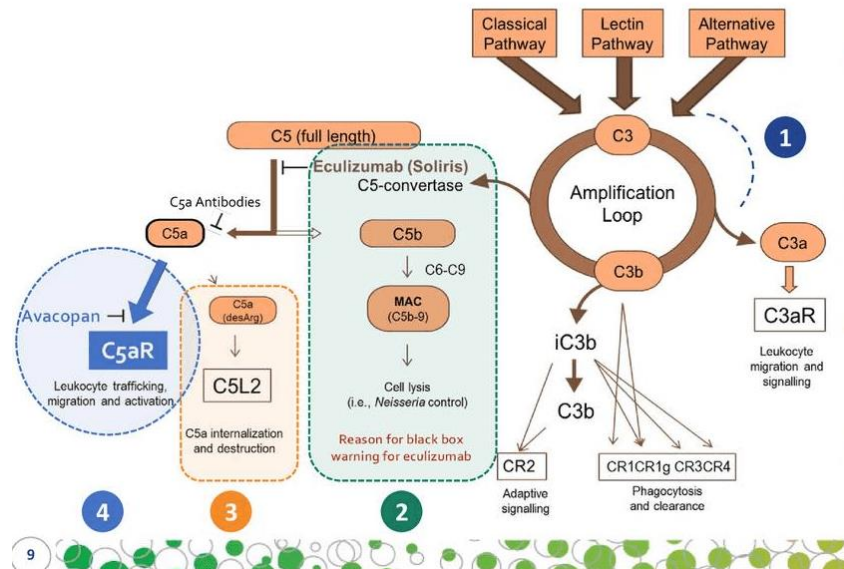 Classical
Pathway
Lectin
Pathway
Alternative
Pathway
1
C3
C5 (full length)
Eculizumab (Soliris)
C5-convertase
Amplification
Loop
C5a Antibodies
C5a
C5b
C3a
C6-C9
C3b
C5a
(desArg)
MAC
(C5b-9)
Avacopan
C5aR
iC3b
C3aR
Leukocyte trafficking,
migration and activation
C5L2
Cell lysis
(i.e., Neisseria control)
Leukocyte
migration and
signalling
C3b
C5a internalization
and destruction
Reason for black box
warning for eculizumab
CR2
CR1CR1g CR3CR4
Adaptive
signalling
Phagocytosis
and clearance
4
3
2
9